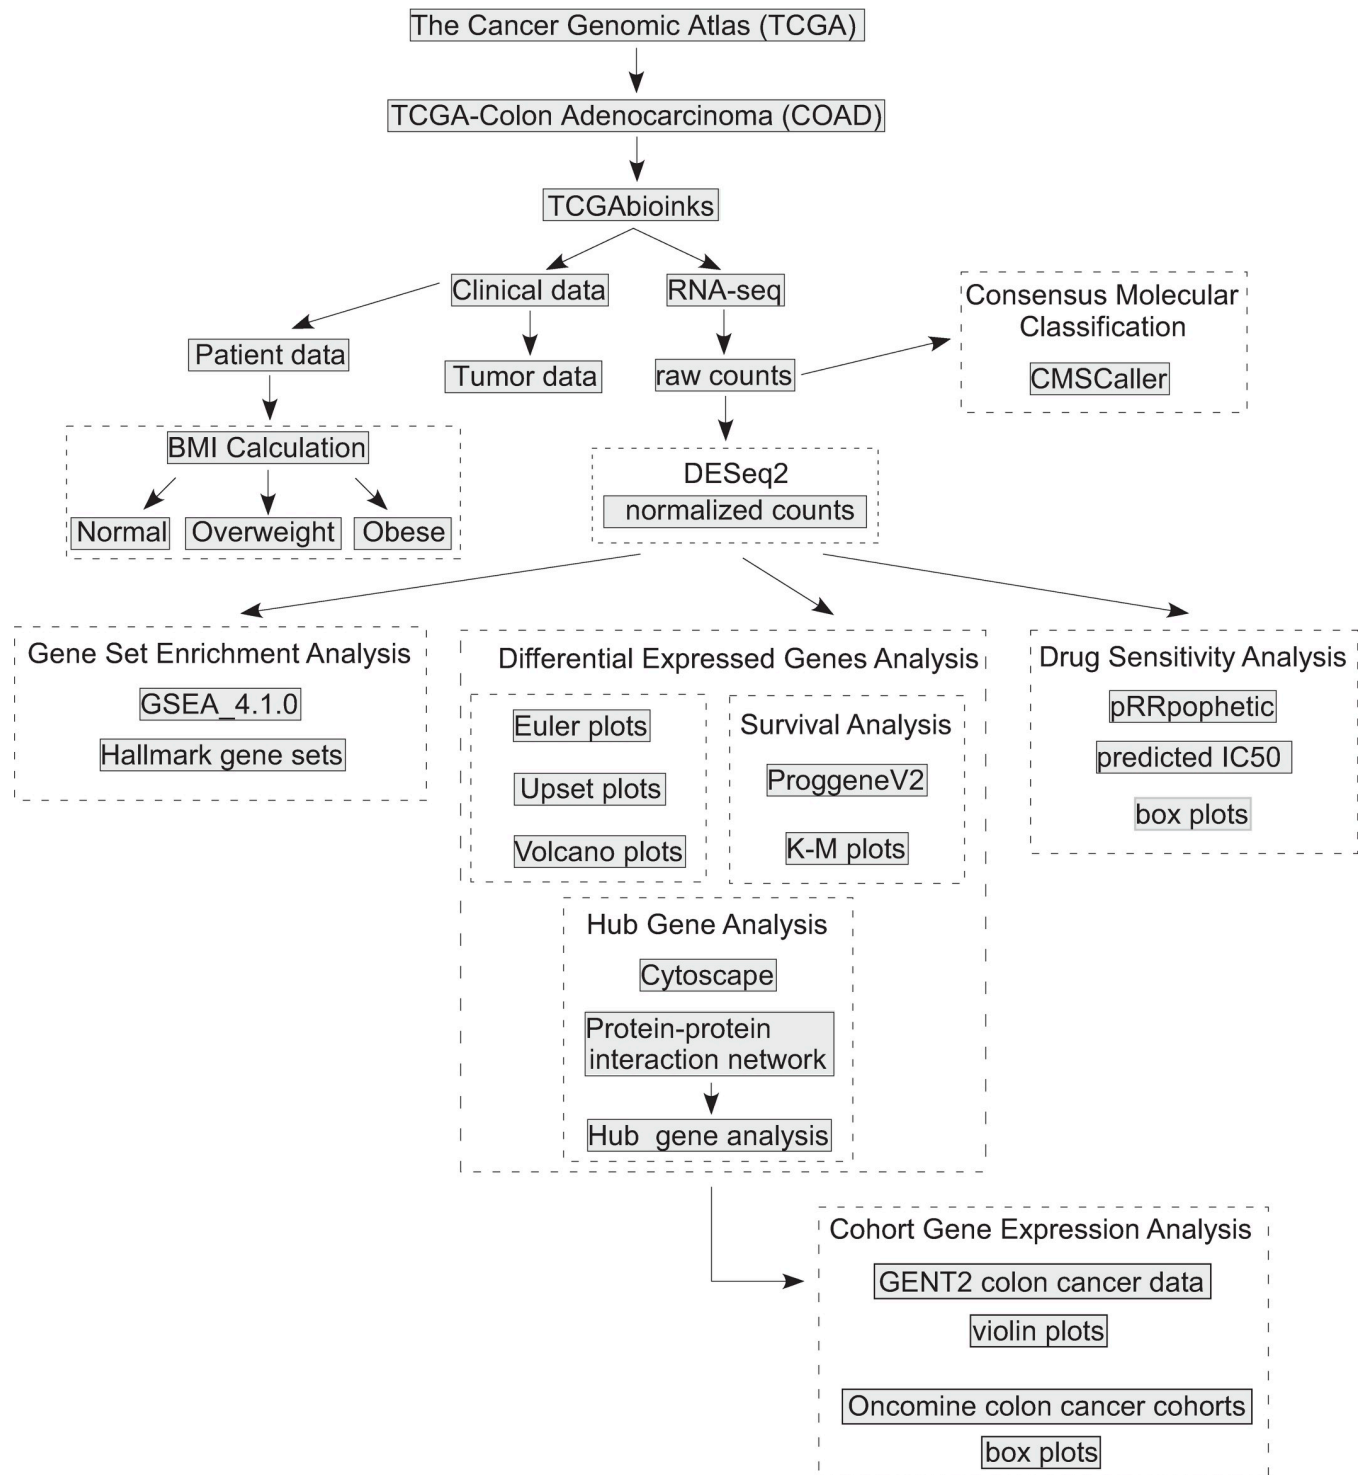 The Cancer Genomic Atlas (TCGA)
TCGA-Colon Adenocarcinoma (COAD)
TCGAbioinks
Clinical data
RNA-seq
Consensus Molecular
Classification
CMSCaller
Patient data
Tumor data
raw counts
BMI Calculation
Normal
Overweight
Obese
DESeq2
normalized counts
Gene Set Enrichment Analysis
GSEA_4.1.0
Hallmark gene sets
Differential Expressed Genes Analysis
Euler plots
Upset plots
Volcano plots
Survival Analysis
ProggeneV2
K-M plots
Hub Gene Analysis
Cytoscape
Protein-protein
interaction network
Hub gene analysis
Drug Sensitivity Analysis
pRRpophetic
predicted IC50
box plots
Cohort Gene Expression Analysis
GENT2 colon cancer data
violin plots
Oncomine colon cancer cohorts
box plots